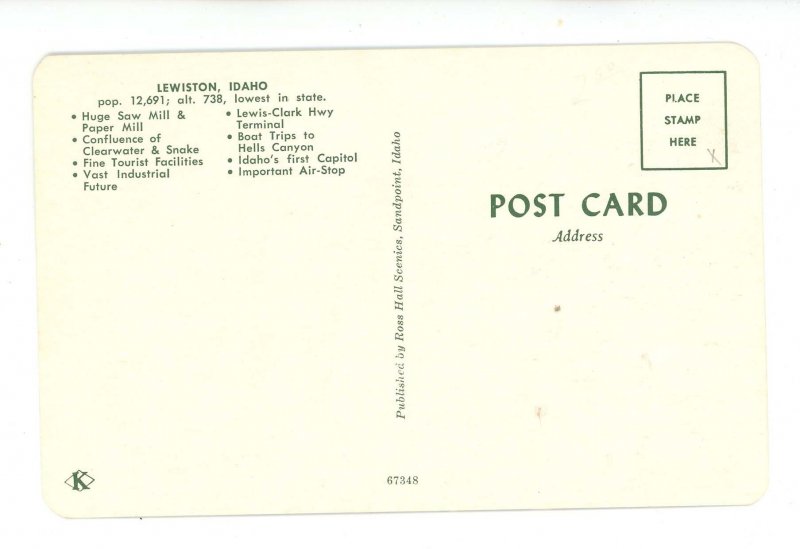 LEWISTON, IDAHO
pop. 12,691; alt. 738, lowest in state.
• Huge Saw Mill &
Paper Mill
• Confluence of
Clearwater & Snake
• Fine Tourist Facilities
• Vast Industrial
Future
• Lewis-Clark Hwy
Terminal
• Boat Trips to
Hells Canyon
• Idaho's first Capitol
• Important Air-Stop
Published by Ross Hall Scenics, Sandpoint, Idaho
PLACE
STAMP
HERE
X
POST CARD
Address
K
67348